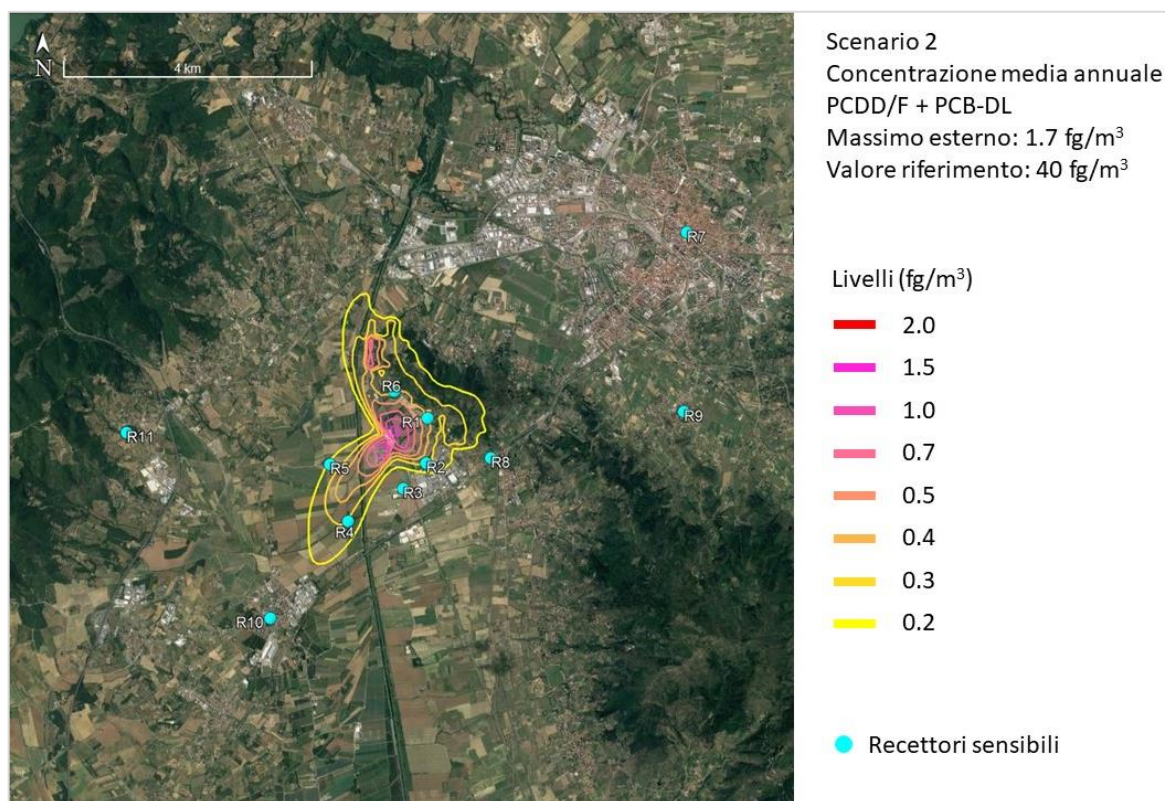 N
4 km
R7
R6
R1
R9
R11
R5
R2
R8
R3
R4
R10
Scenario 2
Concentrazione media annuale
PCDD/F + PCB-DL
Massimo esterno: 1.7 fg/m³
Valore riferimento: 40 fg/m³
Livelli (fg/m³)
2.0
1.5
1.0
0.7
0.5
0.4
0.3
0.2
Recettori sensibili